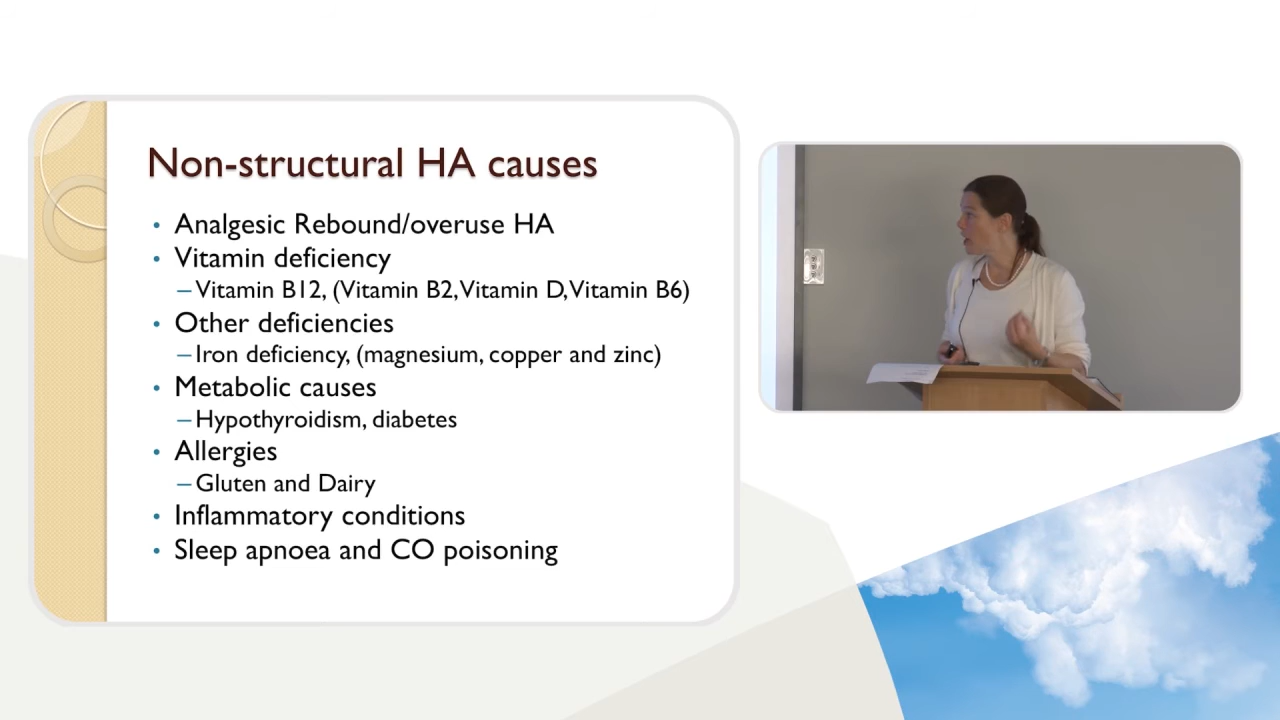 Non-structural HA causes
• Analgesic Rebound/overuse HA
• Vitamin deficiency
– Vitamin B12, (Vitamin B2, Vitamin D, Vitamin B6)
• Other deficiencies
– Iron deficiency, (magnesium, copper and zinc)
• Metabolic causes
– Hypothyroidism, diabetes
• Allergies
– Gluten and Dairy
• Inflammatory conditions
• Sleep apnoea and CO poisoning